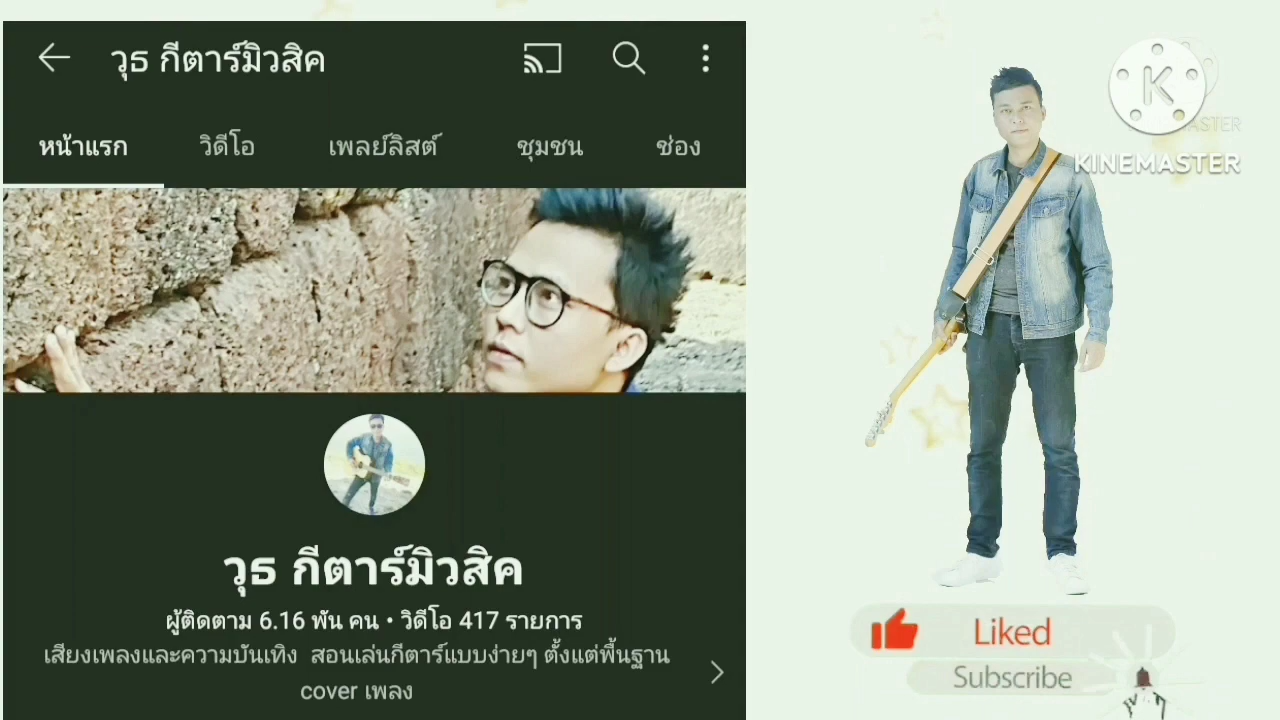 วุธ กีตาร์มิวสิค
หน้าแรก วิดีโอ เพลย์ลิสต์ ชุมชน ช่อง
วุธ กีตาร์มิวสิค
ผู้ติดตาม 6.16 พัน คน • วิดีโอ 417 รายการ
เสียงเพลงและความบันเทิง สอนเล่นกีตาร์แบบง่ายๆ ตั้งแต่พื้นฐาน
cover เพลง
K
KINEMASTER
Liked
Subscribe